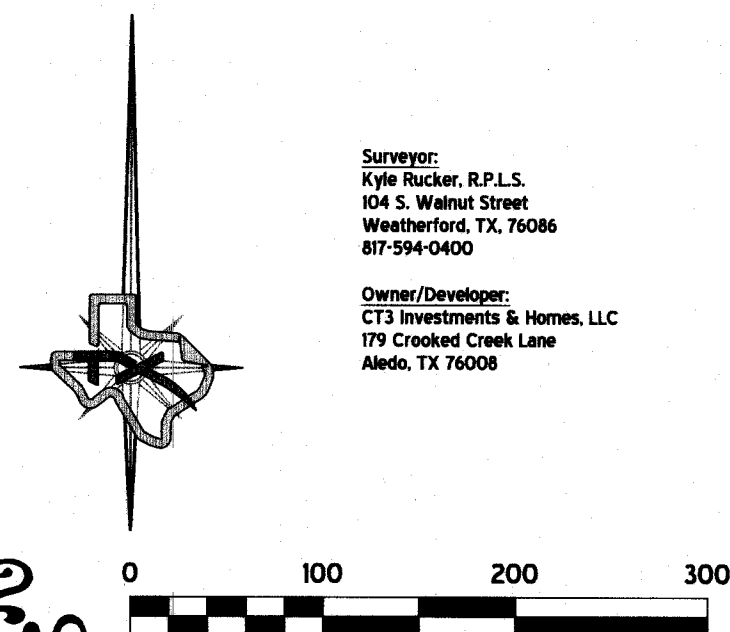 Surveyor:
Kyle Rucker, R.P.L.S.
104 S. Walnut Street
Weatherford, TX, 76086
817-594-0400
Owner/Developer:
CT3 Investments & Homes, LLC
179 Crooked Creek Lane
Aledo, TX 76008
0 100 200 300